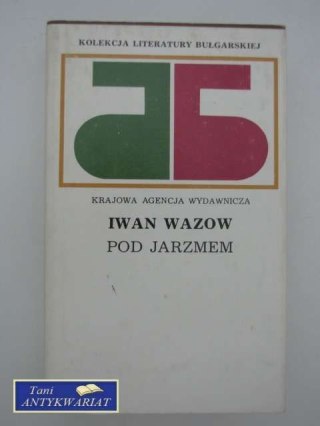 KOLEKCJA LITERATURY BUŁGARSKIEJ
KRAJOWA AGENCJA WYDAWNICZA
IWAN WAZOW
POD JARZMEM
Tani
ANTYKWARIAT